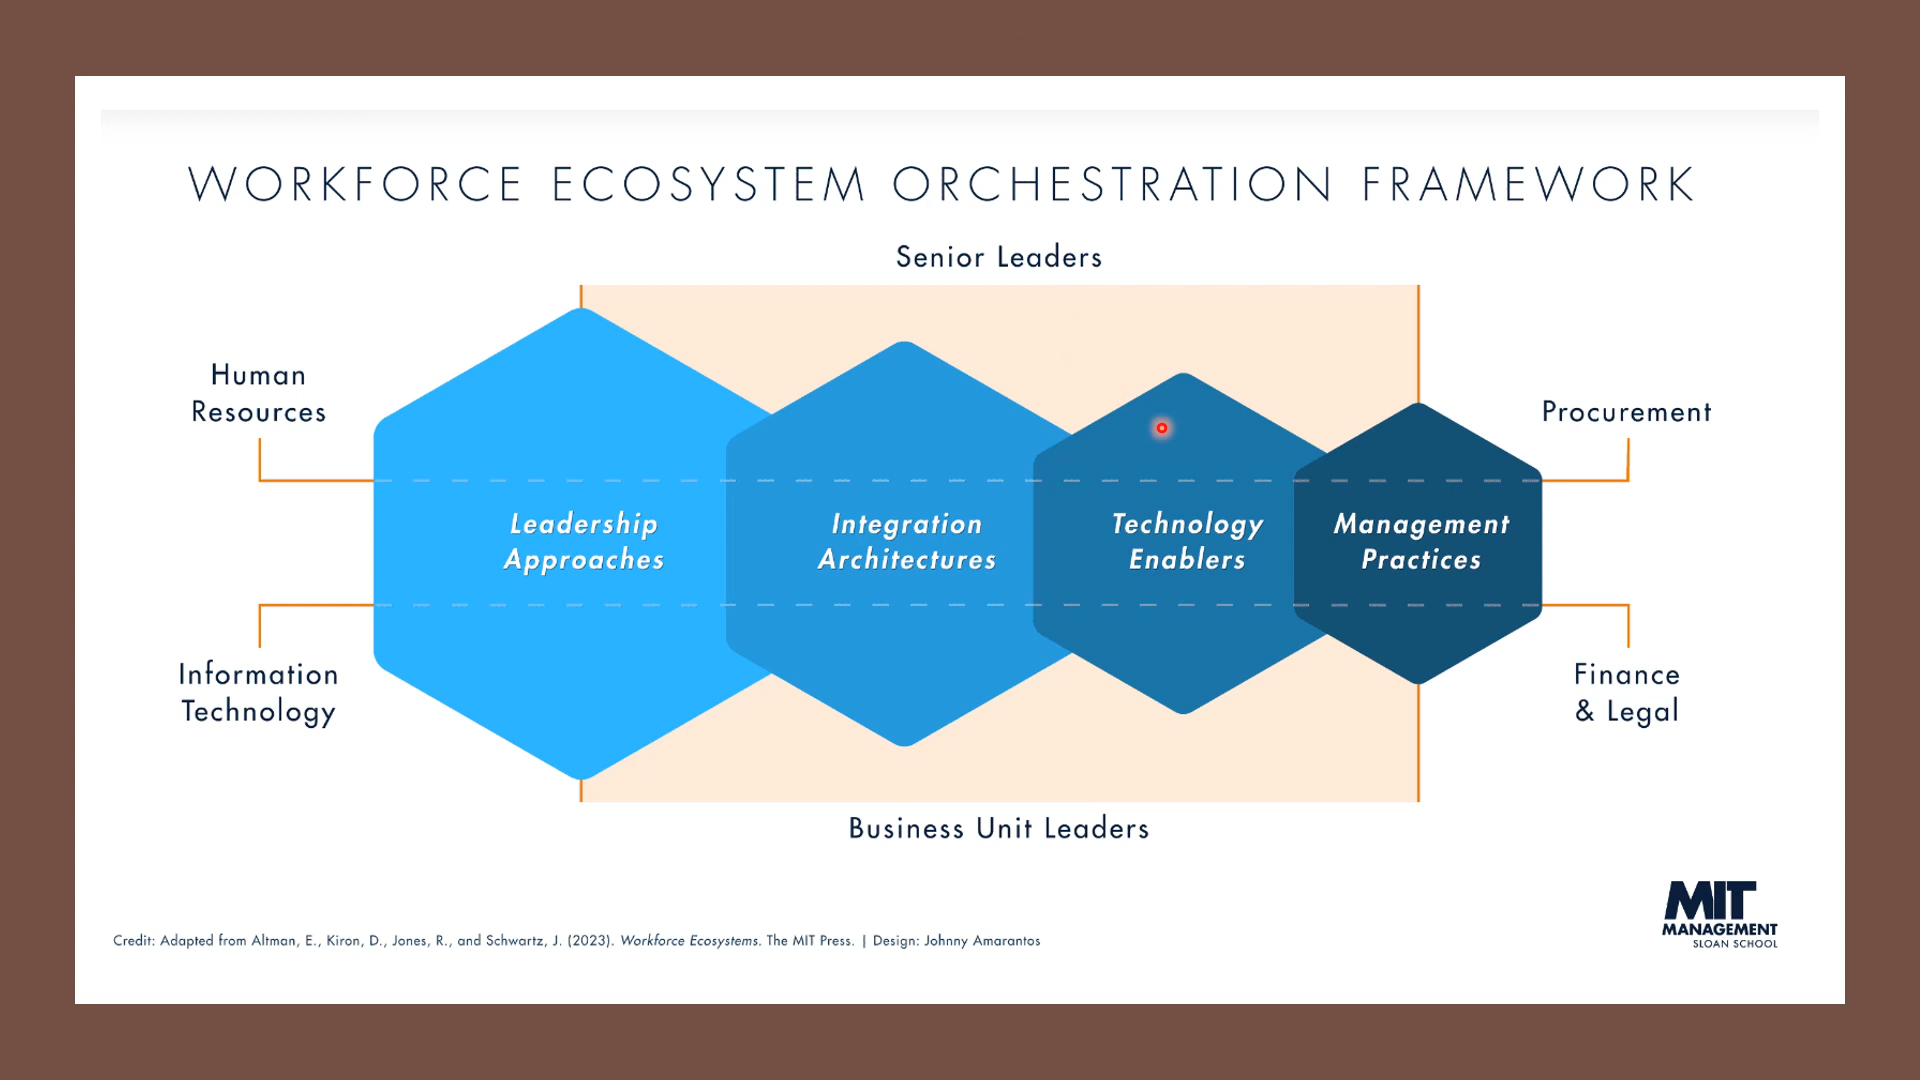 WORKFORCE ECOSYSTEM ORCHESTRATION FRAMEWORK
Senior Leaders
Human
Resources
Procurement
Leadership
Approaches
Integration
Architectures
Technology
Enablers
Management
Practices
Information
Technology
Finance
& Legal
Business Unit Leaders
MIT
MANAGEMENT
SLOAN SCHOOL
Credit: Adapted from Altman, E., Kiron, D., Jones, R., and Schwartz, J. (2023). Workforce Ecosystems. The MIT Press. | Design: Johnny Amarantos